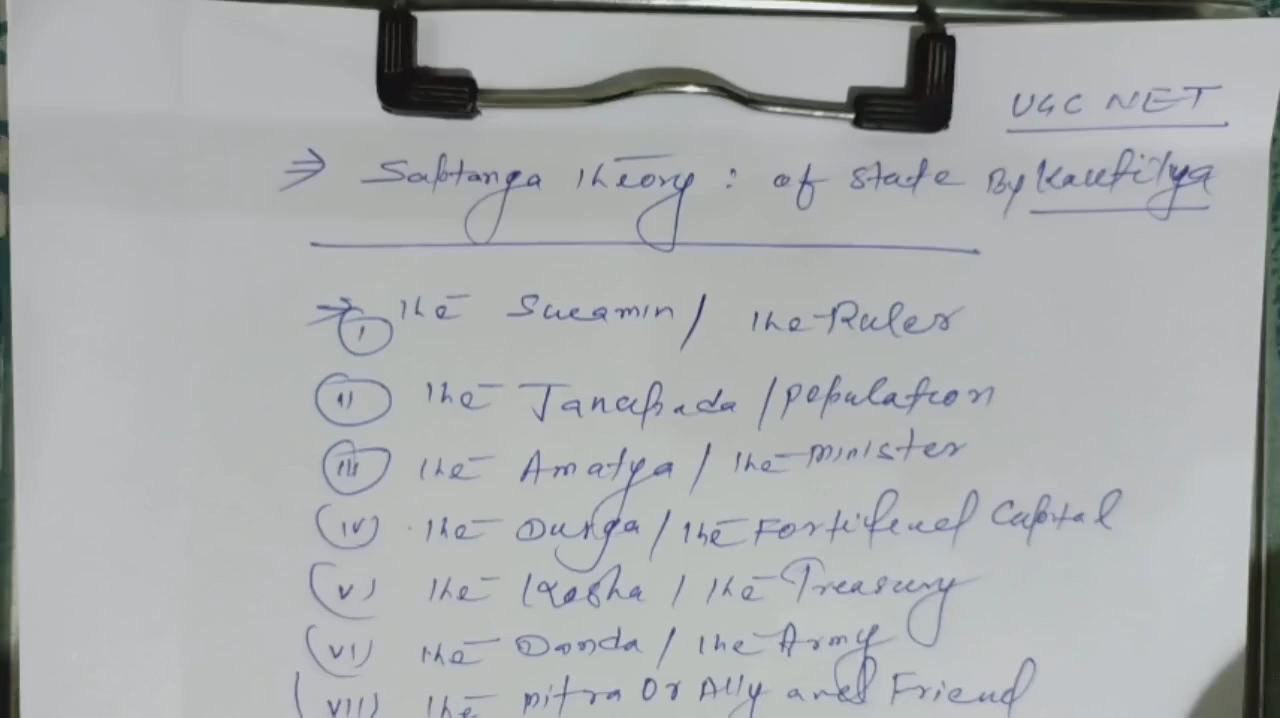 UGC NET
⇒ Saptanga Theory : of state By Kautilya
→ (i) The Swamin / The Ruler
(ii) The Janapada / population
(iii) The Amatya / The minister
(iv) The Durga / The Fortified Capital
(v) The Kosha / The Treasury
(vi) The Danda / The Army
(vii) The mitra Or Ally and Friend